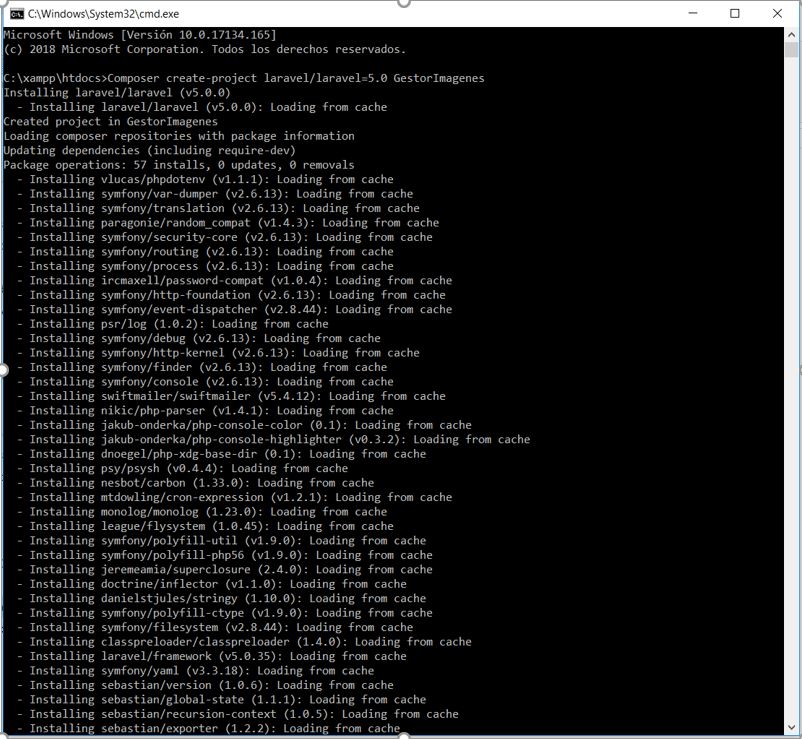 C:\Windows\System32\cmd.exe
Microsoft Windows [Versión 10.0.17134.165]
(c) 2018 Microsoft Corporation. Todos los derechos reservados.
C:\xampp\htdocs>Composer create-project laravel/laravel=5.0 GestorImagenes
Installing laravel/laravel (v5.0.0)
  - Installing laravel/laravel (v5.0.0): Loading from cache
Created project in GestorImagenes
Loading composer repositories with package information
Updating dependencies (including require-dev)
Package operations: 57 installs, 0 updates, 0 removals
  - Installing vlucas/phpdotenv (v1.1.1): Loading from cache
  - Installing symfony/var-dumper (v2.6.13): Loading from cache
  - Installing symfony/translation (v2.6.13): Loading from cache
  - Installing paragonie/random_compat (v1.4.3): Loading from cache
  - Installing symfony/security-core (v2.6.13): Loading from cache
  - Installing symfony/routing (v2.6.13): Loading from cache
  - Installing symfony/process (v2.6.13): Loading from cache
  - Installing ircmaxell/password-compat (v1.0.4): Loading from cache
  - Installing symfony/http-foundation (v2.6.13): Loading from cache
  - Installing symfony/event-dispatcher (v2.8.44): Loading from cache
  - Installing psr/log (1.0.2): Loading from cache
  - Installing symfony/debug (v2.6.13): Loading from cache
  - Installing symfony/http-kernel (v2.6.13): Loading from cache
  - Installing symfony/finder (v2.6.13): Loading from cache
  - Installing symfony/console (v2.6.13): Loading from cache
  - Installing swiftmailer/swiftmailer (v5.4.12): Loading from cache
  - Installing nikic/php-parser (v1.4.1): Loading from cache
  - Installing jakub-onderka/php-console-color (0.1): Loading from cache
  - Installing jakub-onderka/php-console-highlighter (v0.3.2): Loading from cache
  - Installing dnoegel/php-xdg-base-dir (0.1): Loading from cache
  - Installing psy/psysh (v0.4.4): Loading from cache
  - Installing nesbot/carbon (1.33.0): Loading from cache
  - Installing mtdowling/cron-expression (v1.2.1): Loading from cache
  - Installing monolog/monolog (1.23.0): Loading from cache
  - Installing league/flysystem (1.0.45): Loading from cache
  - Installing symfony/polyfill-util (v1.9.0): Loading from cache
  - Installing symfony/polyfill-php56 (v1.9.0): Loading from cache
  - Installing jeremeamia/superclosure (2.4.0): Loading from cache
  - Installing doctrine/inflector (v1.1.0): Loading from cache
  - Installing danielstjules/stringy (1.10.0): Loading from cache
  - Installing symfony/polyfill-ctype (v1.9.0): Loading from cache
  - Installing symfony/filesystem (v2.8.44): Loading from cache
  - Installing classpreloader/classpreloader (1.4.0): Loading from cache
  - Installing laravel/framework (v5.0.35): Loading from cache
  - Installing symfony/yaml (v3.3.18): Loading from cache
  - Installing sebastian/version (1.0.6): Loading from cache
  - Installing sebastian/global-state (1.1.1): Loading from cache
  - Installing sebastian/recursion-context (1.0.5): Loading from cache
  - Installing sebastian/exporter (1.2.2): Loading from cache